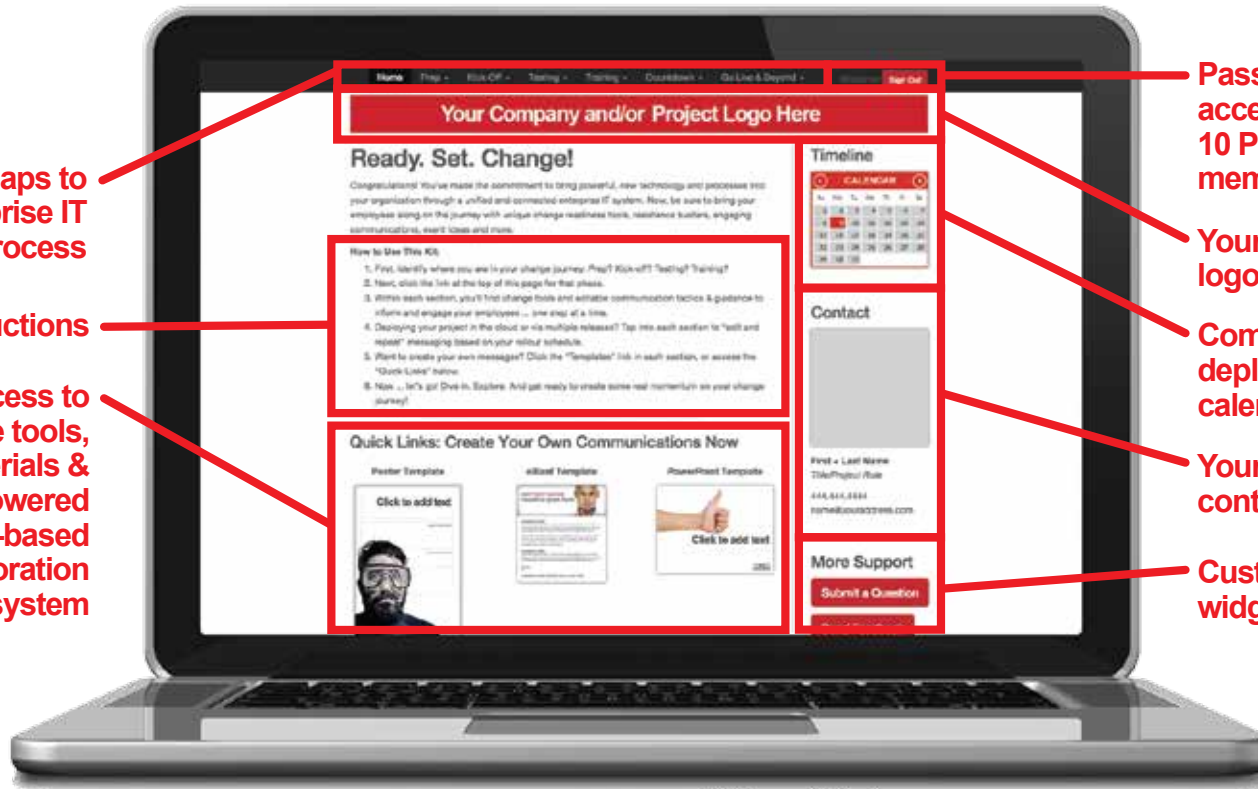 Home Prep Kick-Off Testing Training Countdown Go Live & Beyond Sign Out
Your Company and/or Project Logo Here
Ready. Set. Change!
Congratulations! You've made the commitment to bring powerful, new technology and processes into
your organization through a unified and connected enterprise IT system. Now, be sure to bring your
employees along on the journey with unique change readiness tools, resistance busters, engaging
communications, event ideas and more.
How to Use This Kit
1. First, identify where you are in your change journey. Prep? Kick-off? Testing? Training?
2. Next, click the link at the top of this page for that phase.
3. Within each section, you'll find change tools and editable communication tactics & guidance to
inform and engage your employees ... one step at a time.
4. Deploying your project in the cloud or via multiple releases? Tap into each section to "edit and
repeat" messaging based on your rollout schedule.
5. Want to create your own messages? Click the "Templates" link in each section, or access the
"Quick Links" below.
6. Now ... let's go! Dive in. Explore. And get ready to create some real momentum on your change
journey!
Quick Links: Create Your Own Communications Now
Poster Template
Click to add text
eBlast Template
PowerPoint Template
Click to add text
Timeline
CALENDAR
Contact
First + Last Name
Title/Project Role
444.444.4444
name@youraddress.com
More Support
Submit a Question
aps to
prise IT
rocess
uctions
cess to
e tools,
rials &
owered
-based
oration
system
Pass
acce
10 P
mem
Your
logo
Com
depl
caler
Your
cont
Cust
widg